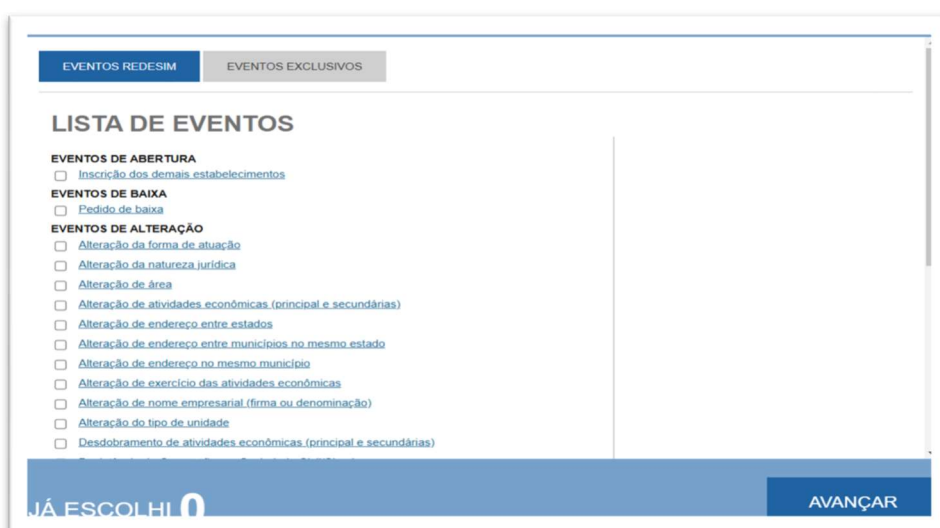 EVENTOS REDESIM EVENTOS EXCLUSIVOS
LISTA DE EVENTOS
EVENTOS DE ABERTURA
Inscrição dos demais estabelecimentos
EVENTOS DE BAIXA
Pedido de baixa
EVENTOS DE ALTERAÇÃO
Alteração da forma de atuação
Alteração da natureza jurídica
Alteração de área
Alteração de atividades econômicas (principal e secundárias)
Alteração de endereço entre estados
Alteração de endereço entre municípios no mesmo estado
Alteração de endereço no mesmo município
Alteração de exercício das atividades econômicas
Alteração de nome empresarial (firma ou denominação)
Alteração do tipo de unidade
Desdobramento de atividades econômicas (principal e secundárias)
JÁ ESCOLHI 0 AVANÇAR